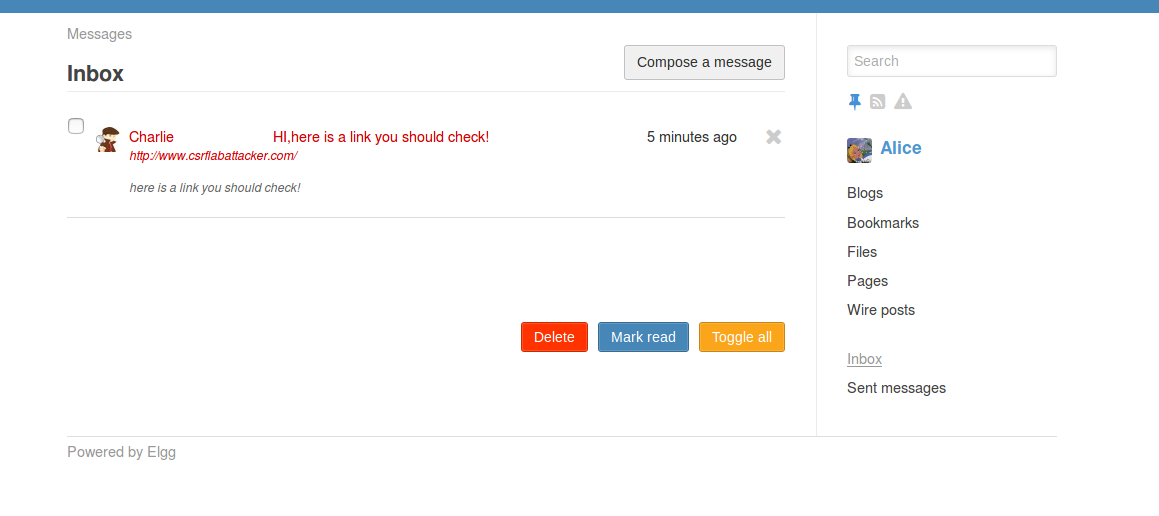 Messages
Inbox
Compose a message
Charlie
HI,here is a link you should check!
5 minutes ago
http://www.csrflabattacker.com/
here is a link you should check!
Delete
Mark read
Toggle all
Search
Alice
Blogs
Bookmarks
Files
Pages
Wire posts
Inbox
Sent messages
Powered by Elgg